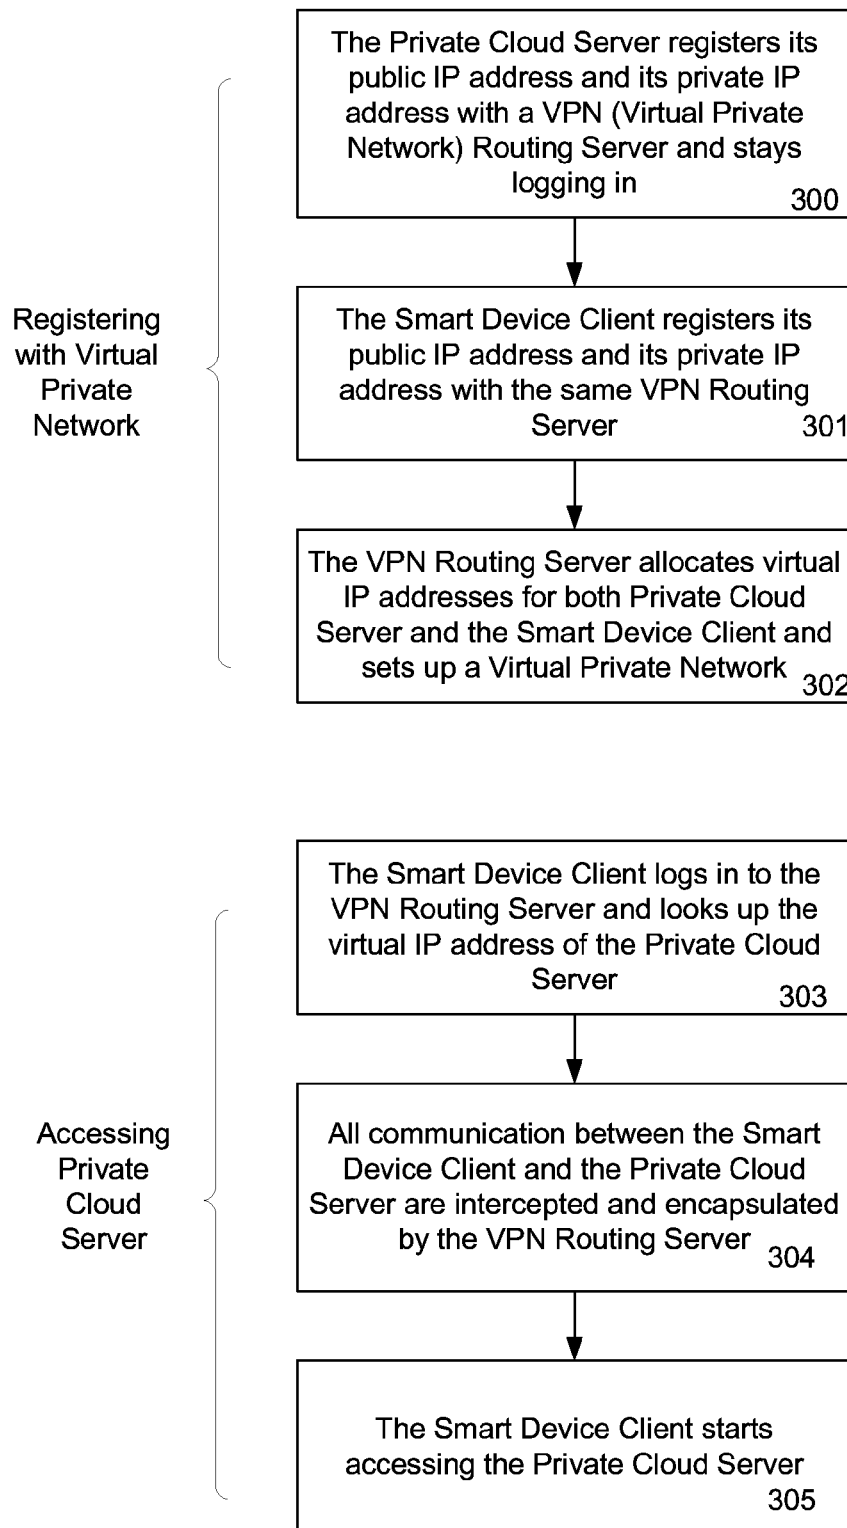 The Private Cloud Server registers its
public IP address and its private IP
address with a VPN (Virtual Private
Network) Routing Server and stays
logging in
300
Registering
with Virtual
Private
Network
The Smart Device Client registers its
public IP address and its private IP
address with the same VPN Routing
Server
301
The VPN Routing Server allocates virtual
IP addresses for both Private Cloud
Server and the Smart Device Client and
sets up a Virtual Private Network
302
The Smart Device Client logs in to the
VPN Routing Server and looks up the
virtual IP address of the Private Cloud
Server
303
Accessing
Private
Cloud
Server
All communication between the Smart
Device Client and the Private Cloud
Server are intercepted and encapsulated
by the VPN Routing Server
304
The Smart Device Client starts
accessing the Private Cloud Server
305